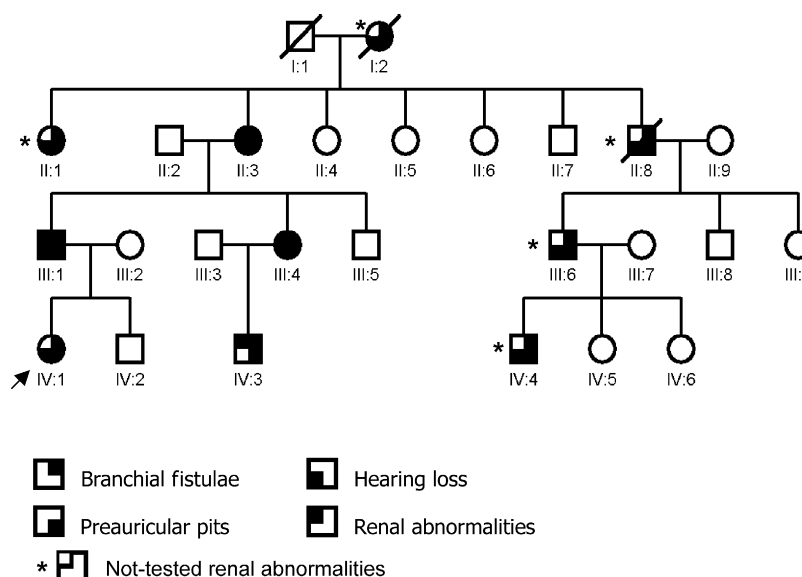 *
I:1 I:2
* *
II:1 II:2 II:3 II:4 II:5 II:6 II:7 II:8 II:9
*
III:1 III:2 III:3 III:4 III:5 III:6 III:7 III:8 III:
*
IV:1 IV:2 IV:3 IV:4 IV:5 IV:6
Branchial fistulae Hearing loss
Preauricular pits Renal abnormalities
* Not-tested renal abnormalities